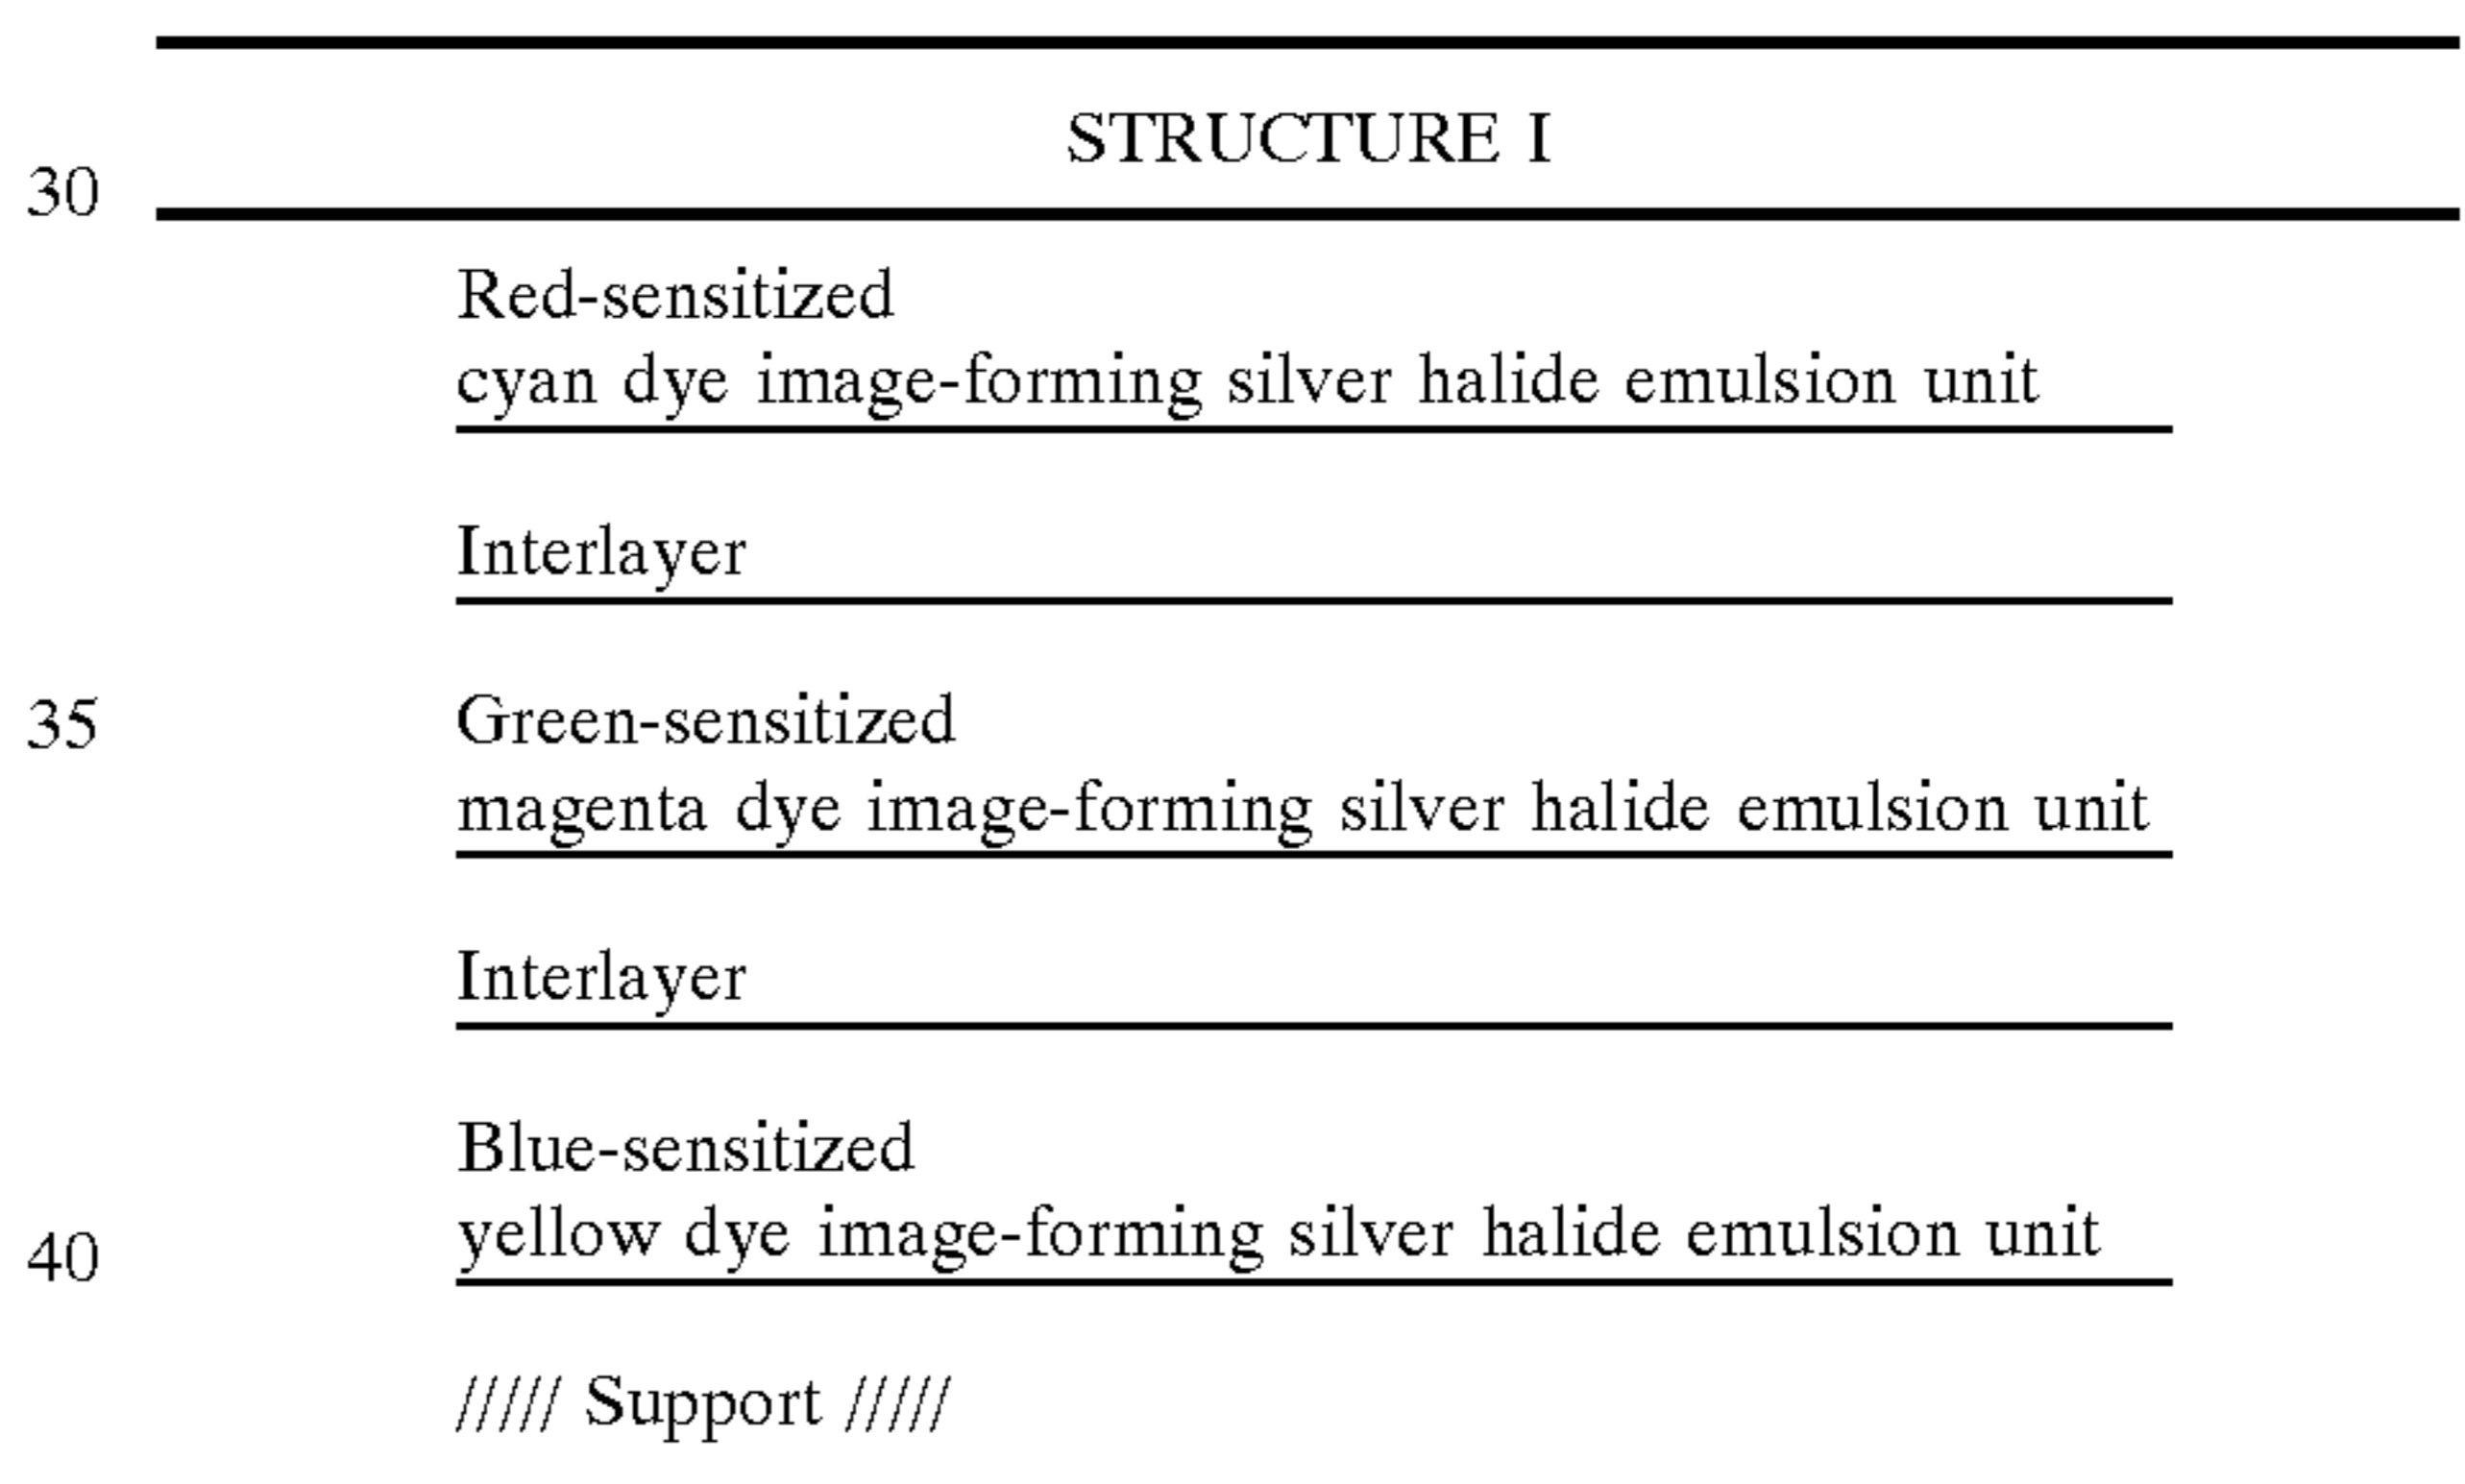 STRUCTURE I
30
Red-sensitized
cyan dye image-forming silver halide emulsion unit
Interlayer
35 Green-sensitized
magenta dye image-forming silver halide emulsion unit
Interlayer
Blue-sensitized
40 yellow dye image-forming silver halide emulsion unit
///// Support /////